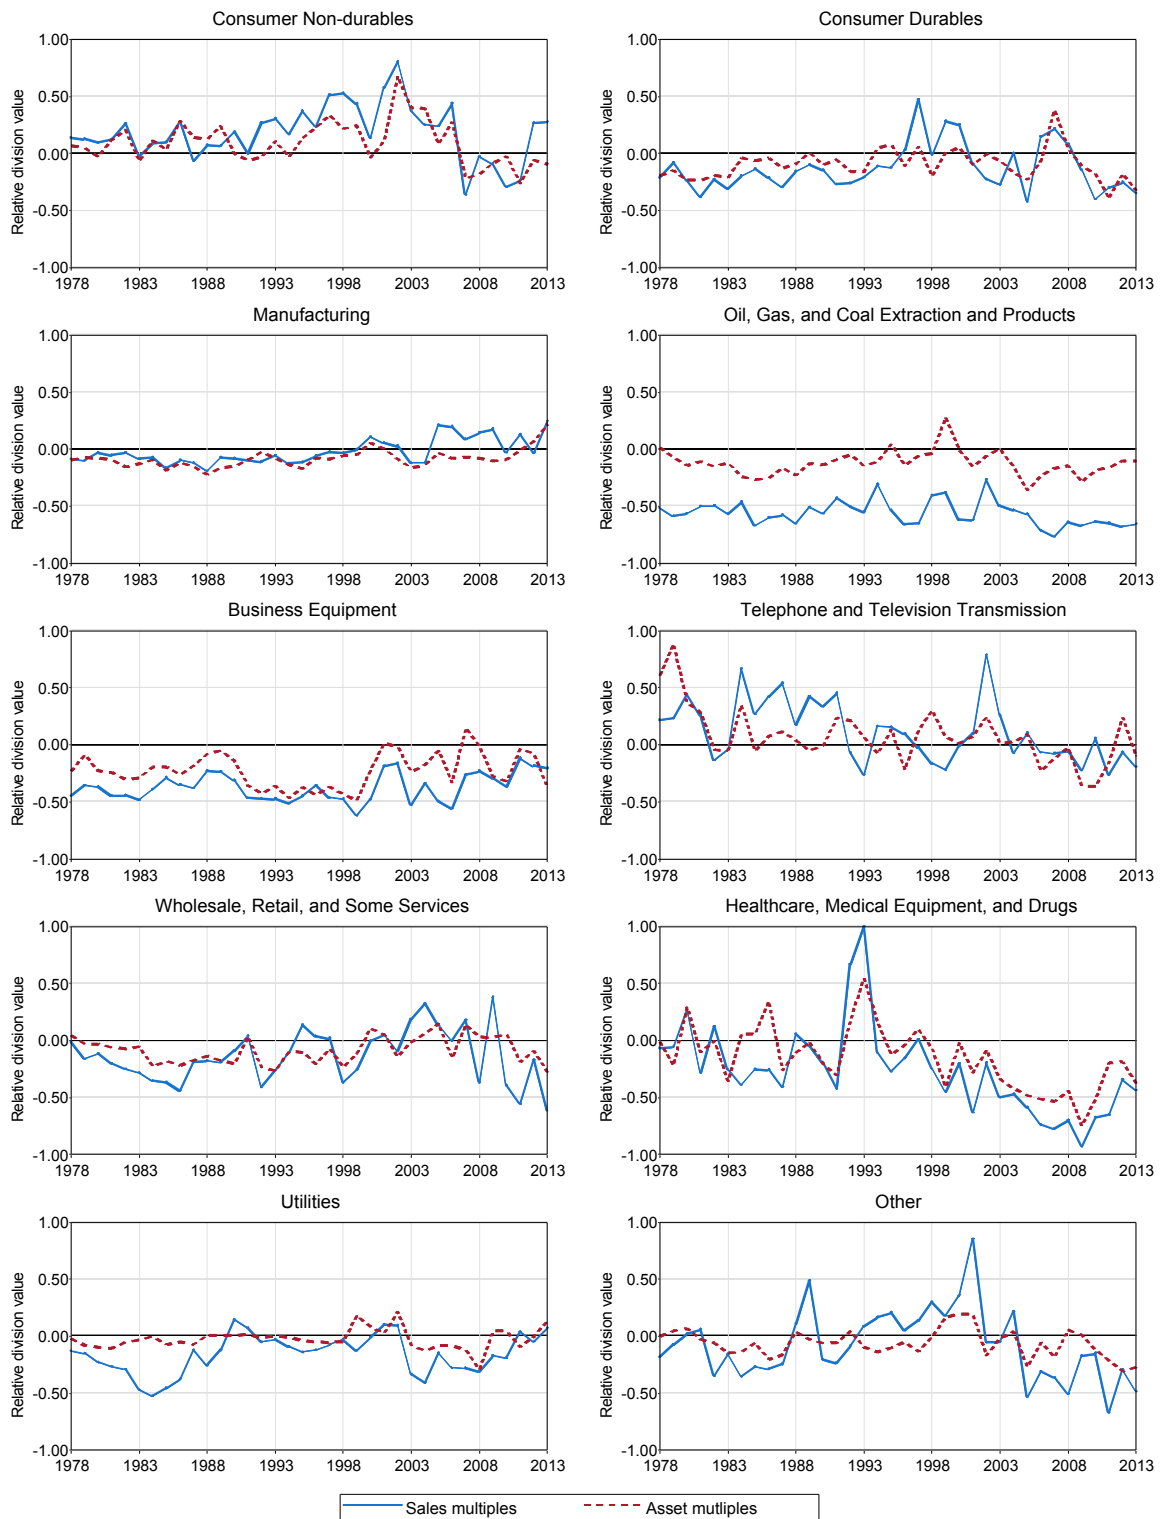 Consumer Non-durables
Relative division value
1.00
0.50
0.00
-0.50
-1.00
1978 1983 1988 1993 1998 2003 2008 2013
Consumer Durables
Relative division value
1.00
0.50
0.00
-0.50
-1.00
1978 1983 1988 1993 1998 2003 2008 2013
Manufacturing
Relative division value
1.00
0.50
0.00
-0.50
-1.00
1978 1983 1988 1993 1998 2003 2008 2013
Oil, Gas, and Coal Extraction and Products
Relative division value
1.00
0.50
0.00
-0.50
-1.00
1978 1983 1988 1993 1998 2003 2008 2013
Business Equipment
Relative division value
1.00
0.50
0.00
-0.50
-1.00
1978 1983 1988 1993 1998 2003 2008 2013
Telephone and Television Transmission
Relative division value
1.00
0.50
0.00
-0.50
-1.00
1978 1983 1988 1993 1998 2003 2008 2013
Wholesale, Retail, and Some Services
Relative division value
1.00
0.50
0.00
-0.50
-1.00
1978 1983 1988 1993 1998 2003 2008 2013
Healthcare, Medical Equipment, and Drugs
Relative division value
1.00
0.50
0.00
-0.50
-1.00
1978 1983 1988 1993 1998 2003 2008 2013
Utilities
Relative division value
1.00
0.50
0.00
-0.50
-1.00
1978 1983 1988 1993 1998 2003 2008 2013
Other
Relative division value
1.00
0.50
0.00
-0.50
-1.00
1978 1983 1988 1993 1998 2003 2008 2013
Sales multiples Asset mutliples